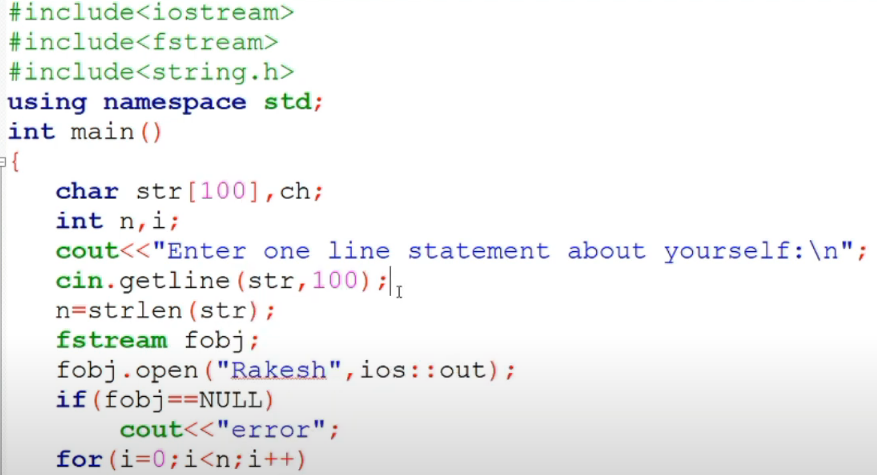 #include<iostream>
#include<fstream>
#include<string.h>
using namespace std;
int main()
{
char str[100],ch;
int n,i;
cout<<"Enter one line statement about yourself:\n";
cin.getline(str,100);
n=strlen(str);
fstream fobj;
fobj.open("Rakesh",ios::out);
if(fobj==NULL)
cout<<"error";
for(i=0;i<n;i++)